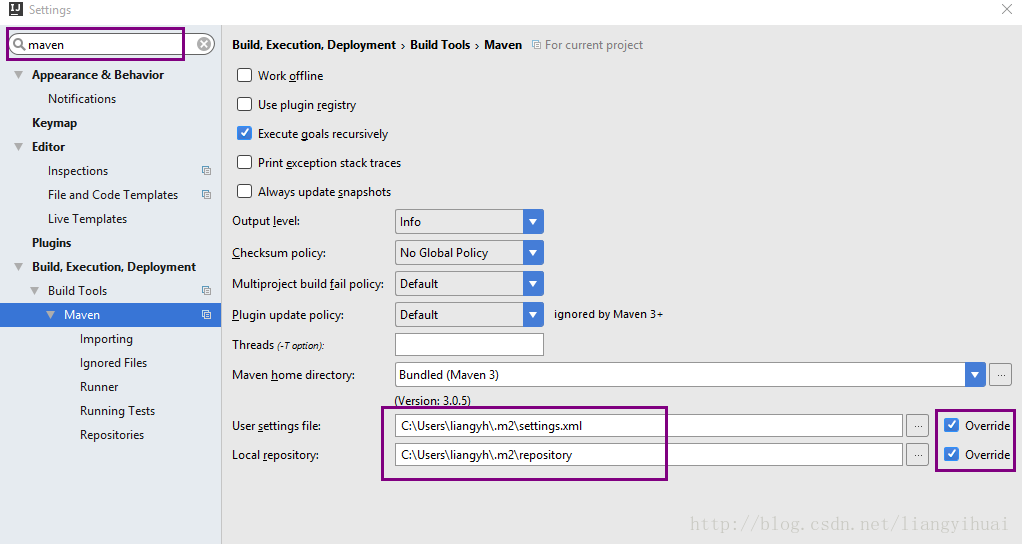 IJ Settings
maven
Build, Execution, Deployment › Build Tools › Maven For current project
Appearance & Behavior
Notifications
Keymap
Editor
Inspections
File and Code Templates
Live Templates
Plugins
Build, Execution, Deployment
Build Tools
Maven
Importing
Ignored Files
Runner
Running Tests
Repositories
Work offline
Use plugin registry
Execute goals recursively
Print exception stack traces
Always update snapshots
Output level: Info
Checksum policy: No Global Policy
Multiproject build fail policy: Default
Plugin update policy: Default ignored by Maven 3+
Threads (-T option):
Maven home directory: Bundled (Maven 3) ...
(Version: 3.0.5)
User settings file: C:\Users\liangyh\.m2\settings.xml ... Override
Local repository: C:\Users\liangyh\.m2\repository ... Override
http://blog.csdn.net/liangyihuai